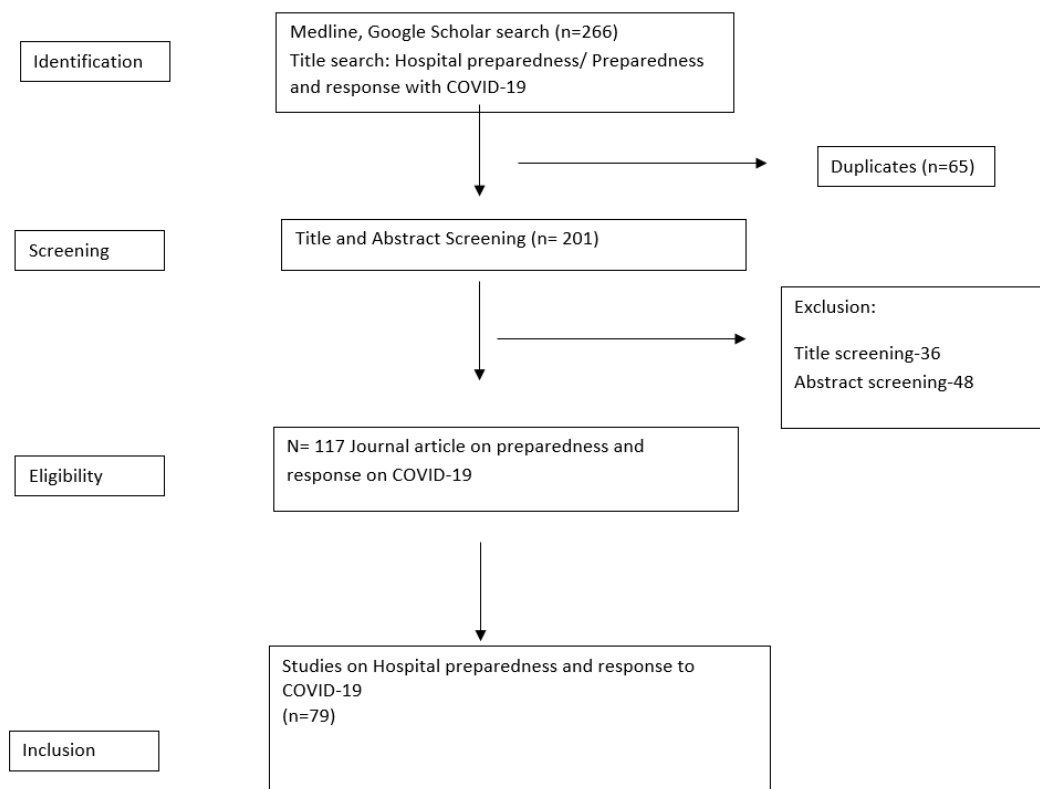 Identification
Medline, Google Scholar search (n=266)
Title search: Hospital preparedness/ Preparedness
and response with COVID-19
Duplicates (n=65)
Screening
Title and Abstract Screening (n= 201)
Exclusion:
Title screening-36
Abstract screening-48
Eligibility
N= 117 Journal article on preparedness and
response on COVID-19
Studies on Hospital preparedness and response to
COVID-19
(n=79)
Inclusion